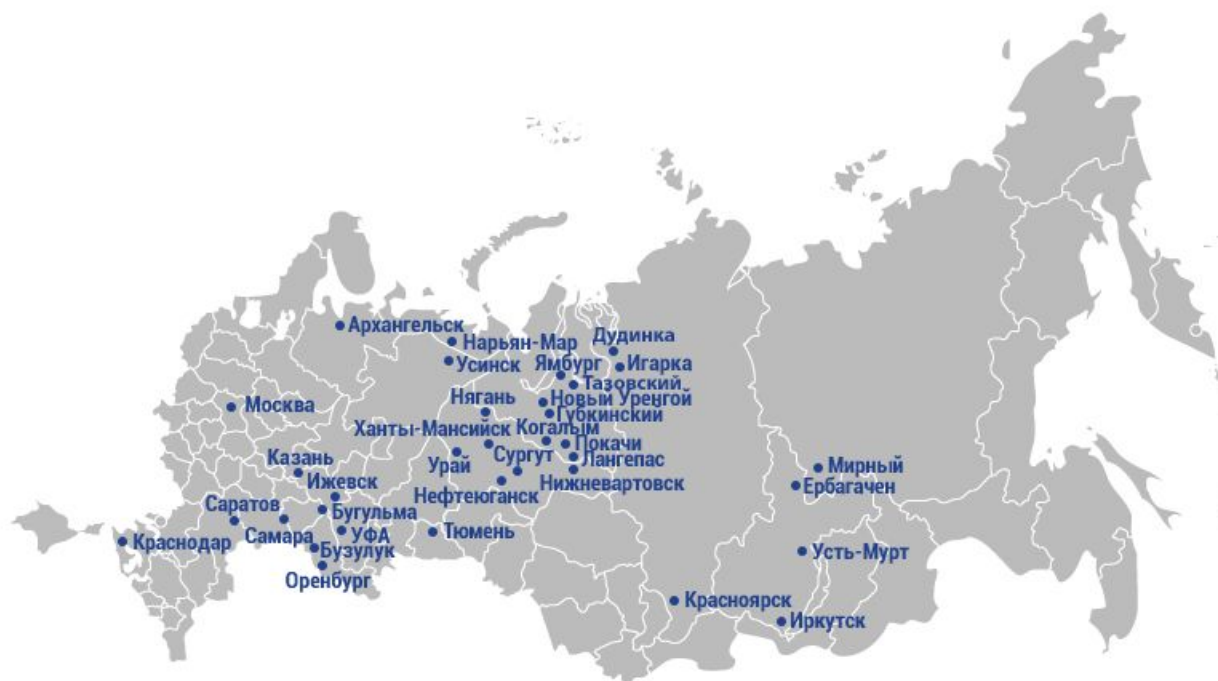 Архангельск
Нарьян-Мар
Усинск
Дудинка
Ямбург
Игарка
Тазовский
Новый Уренгой
Нягань
Губкинский
Москва
Ханты-Мансийск
Когалым
Покачи
Урай
Сургут
Лангепас
Казань
Нижневартовск
Ижевск
Нефтеюганск
Мирный
Ербагачен
Саратов
Бугульма
Самара
УфА
Тюмень
Краснодар
Бузулук
Усть-Мурт
Оренбург
Красноярск
Иркутск